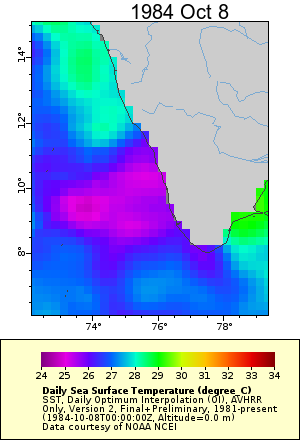 1984 Oct 8
14°
12°
10°
8°
74° 76° 78°
24 25 26 27 28 29 30 31 32 33 34
Daily Sea Surface Temperature (degree_C)
SST, Daily Optimum Interpolation (OI), AVHRR
Only, Version 2, Final+Preliminary, 1981-present
(1984-10-08T00:00:00Z, Altitude=0.0 m)
Data courtesy of NOAA NCEI